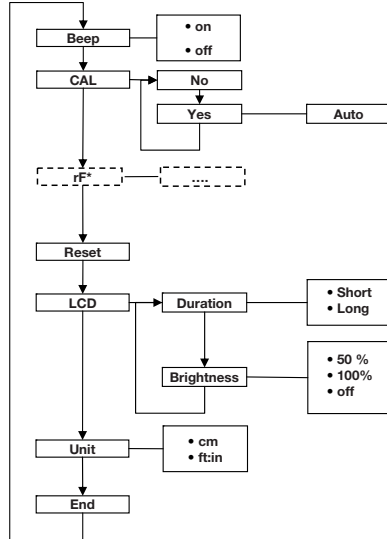 Beep
• on
• off
CAL
No
Yes
Auto
rF*
....
Reset
LCD
Duration
• Short
• Long
Brightness
• 50 %
• 100%
• off
Unit
• cm
• ft:in
End